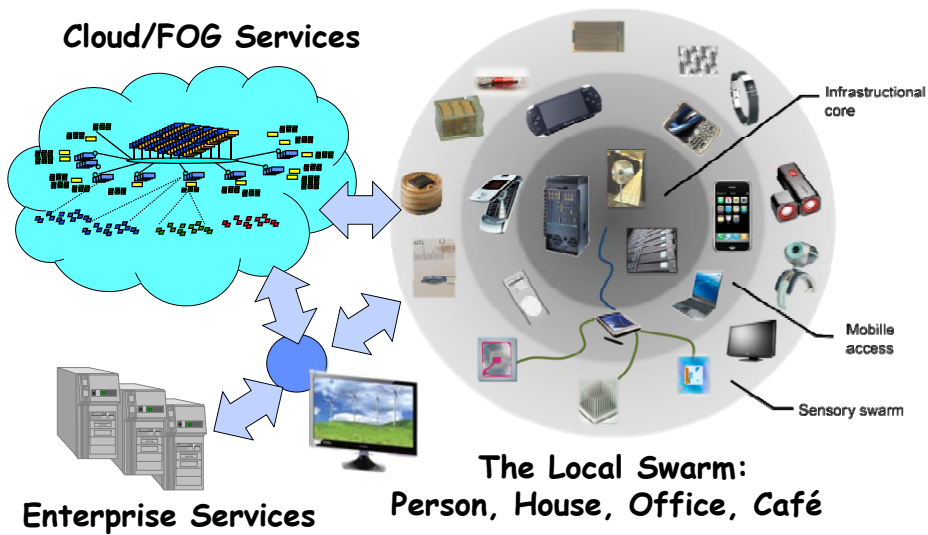 Cloud/FOG Services
Infrastructional
core
Mobille
access
Sensory swarm
The Local Swarm:
Person, House, Office, Café
Enterprise Services